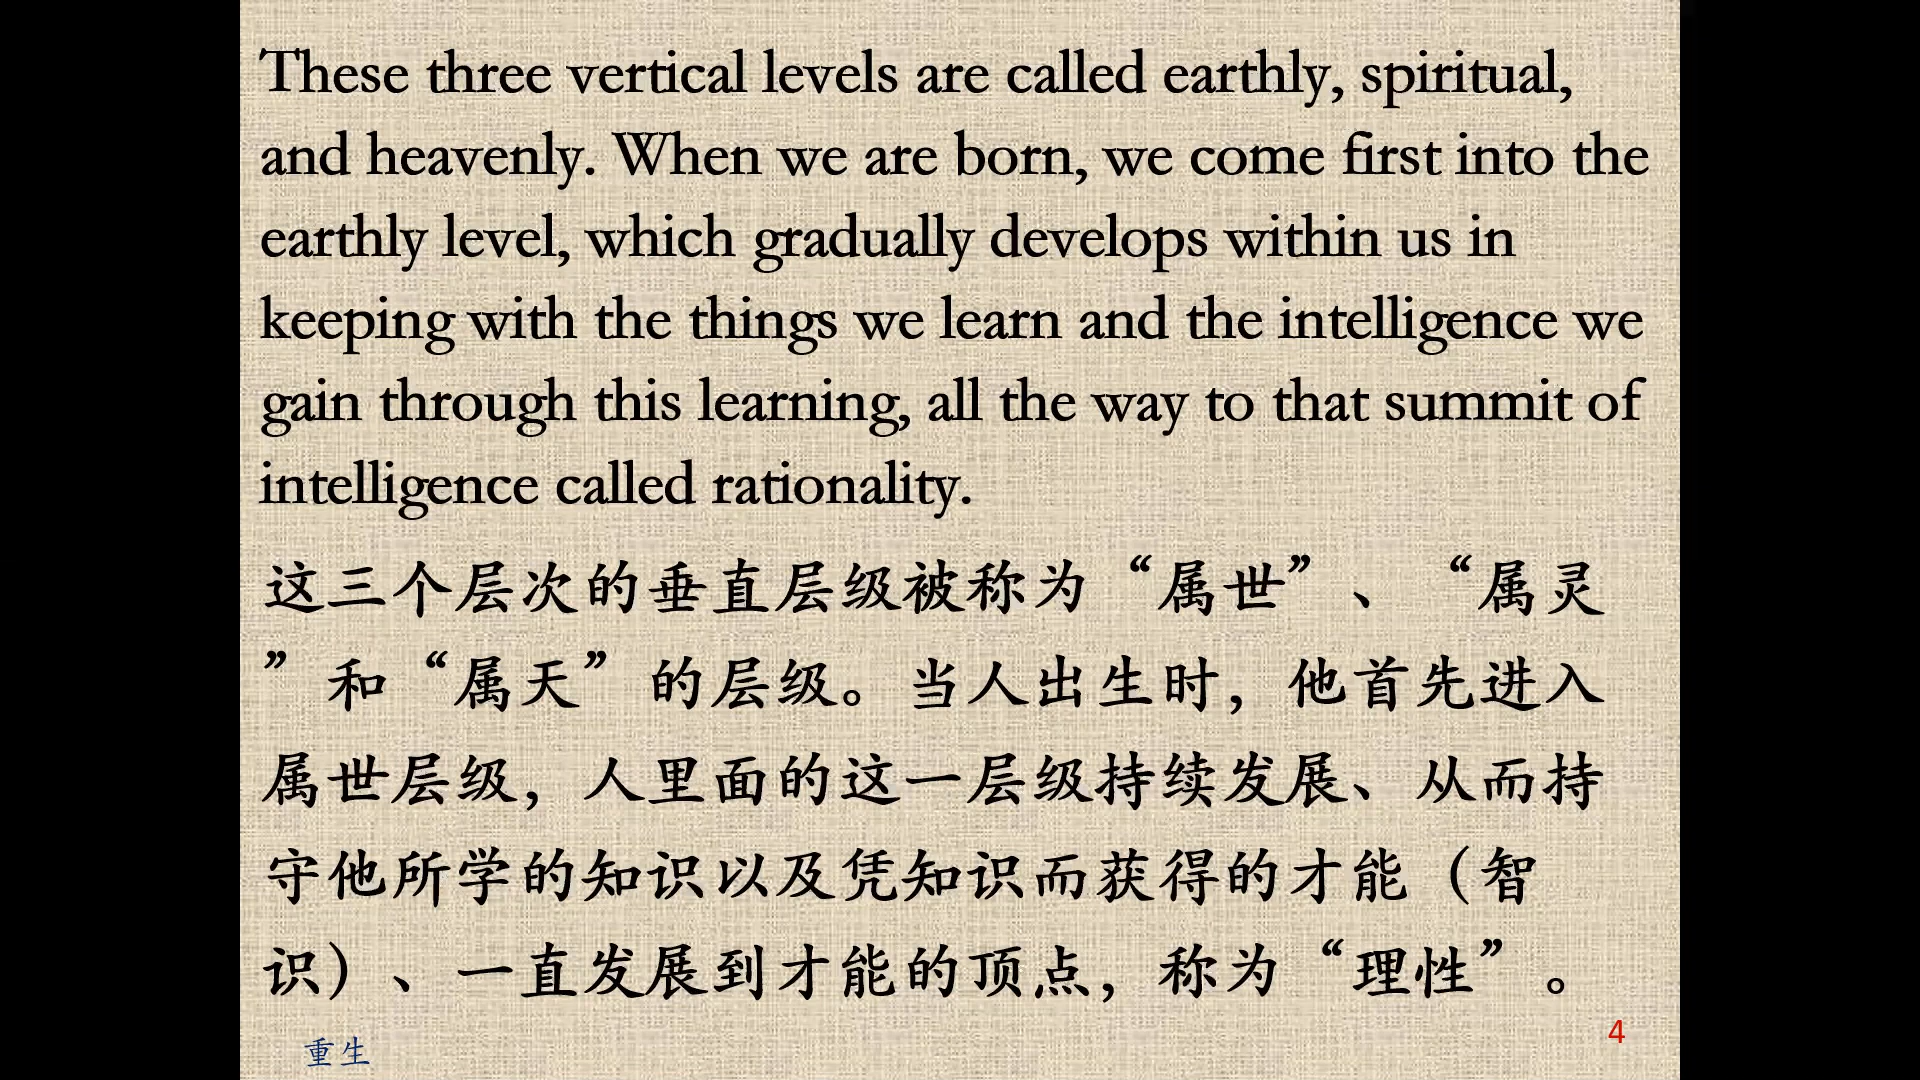 These three vertical levels are called earthly, spiritual,
and heavenly. When we are born, we come first into the
earthly level, which gradually develops within us in
keeping with the things we learn and the intelligence we
gain through this learning, all the way to that summit of
intelligence called rationality.
这三个层次的垂直层级被称为“属世”、“属灵
”和“属天”的层级。当人出生时，他首先进入
属世层级，人里面的这一层级持续发展、从而持
守他所学的知识以及凭知识而获得的才能（智
识）、一直发展到才能的顶点，称为“理性”。
重生
4